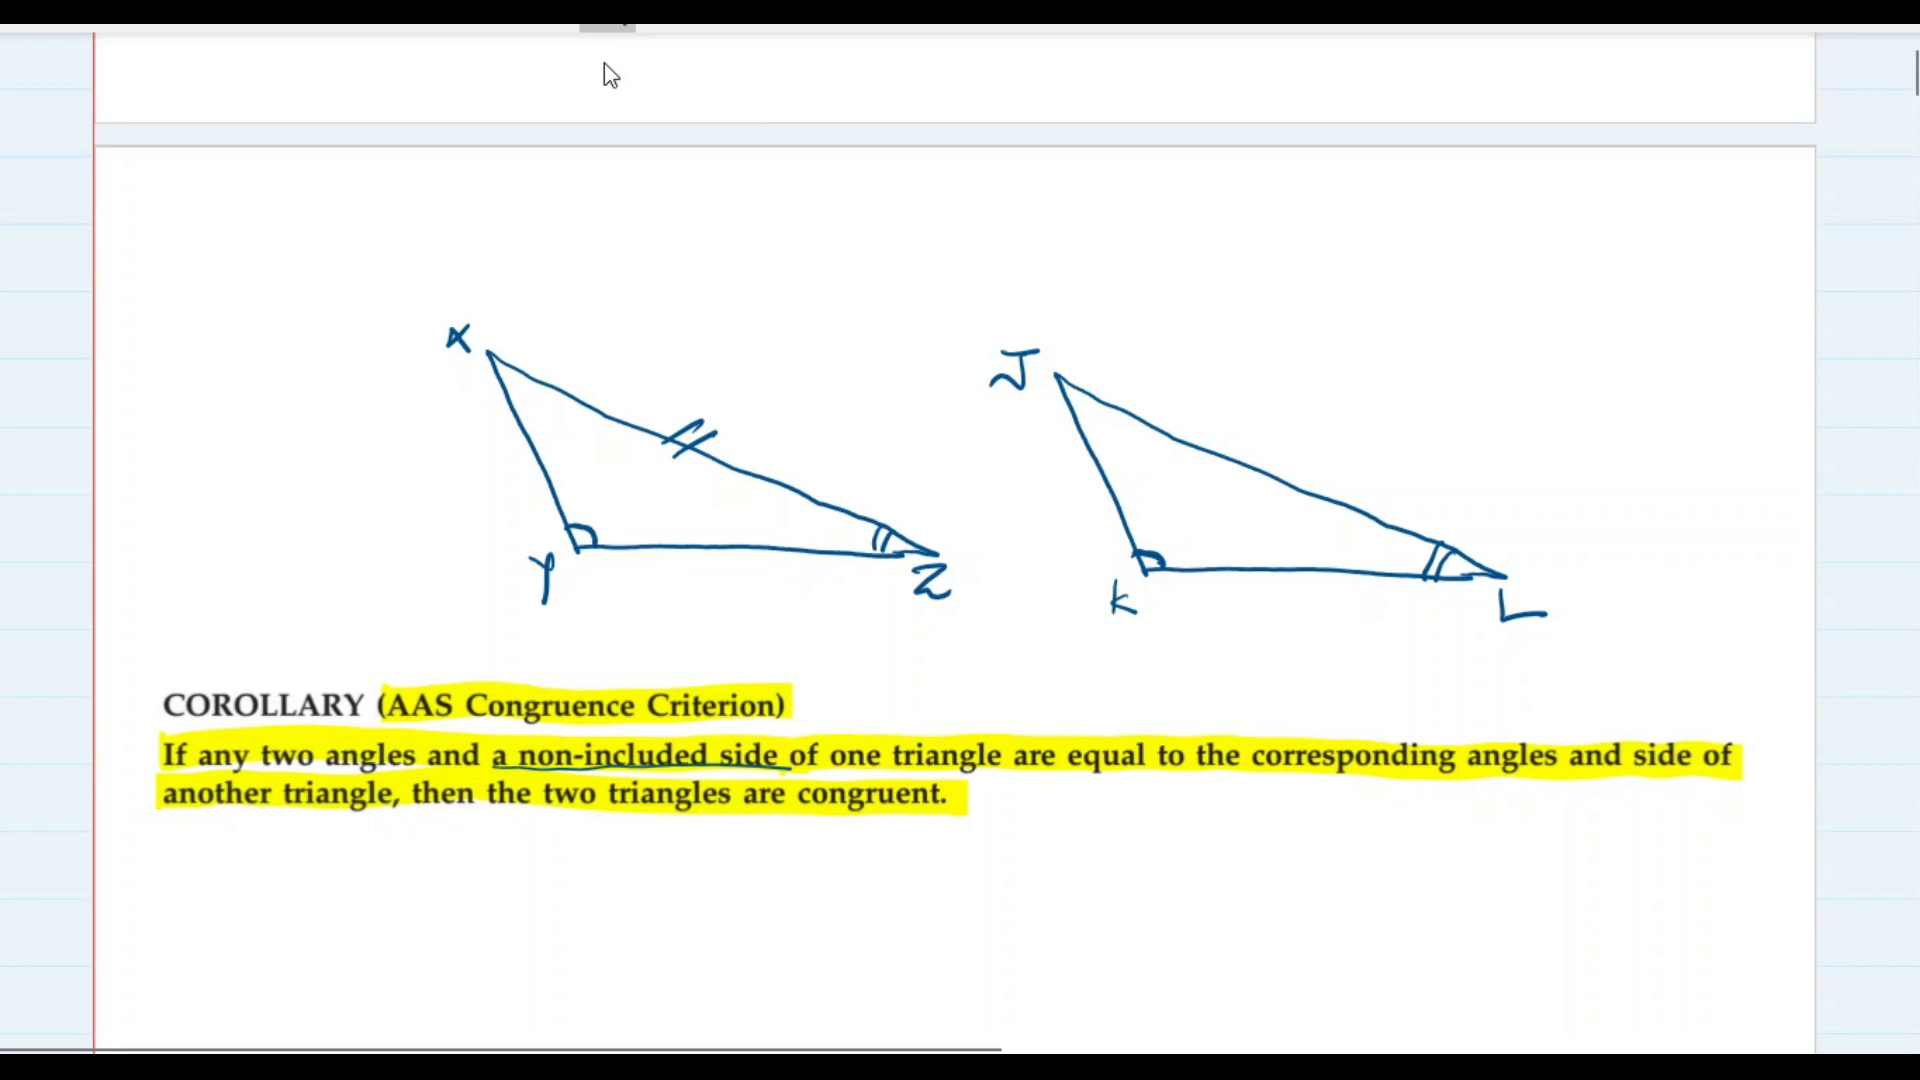 X
J
Y
Z
K
L
COROLLARY (AAS Congruence Criterion)
If any two angles and a non-included side of one triangle are equal to the corresponding angles and side of
another triangle, then the two triangles are congruent.